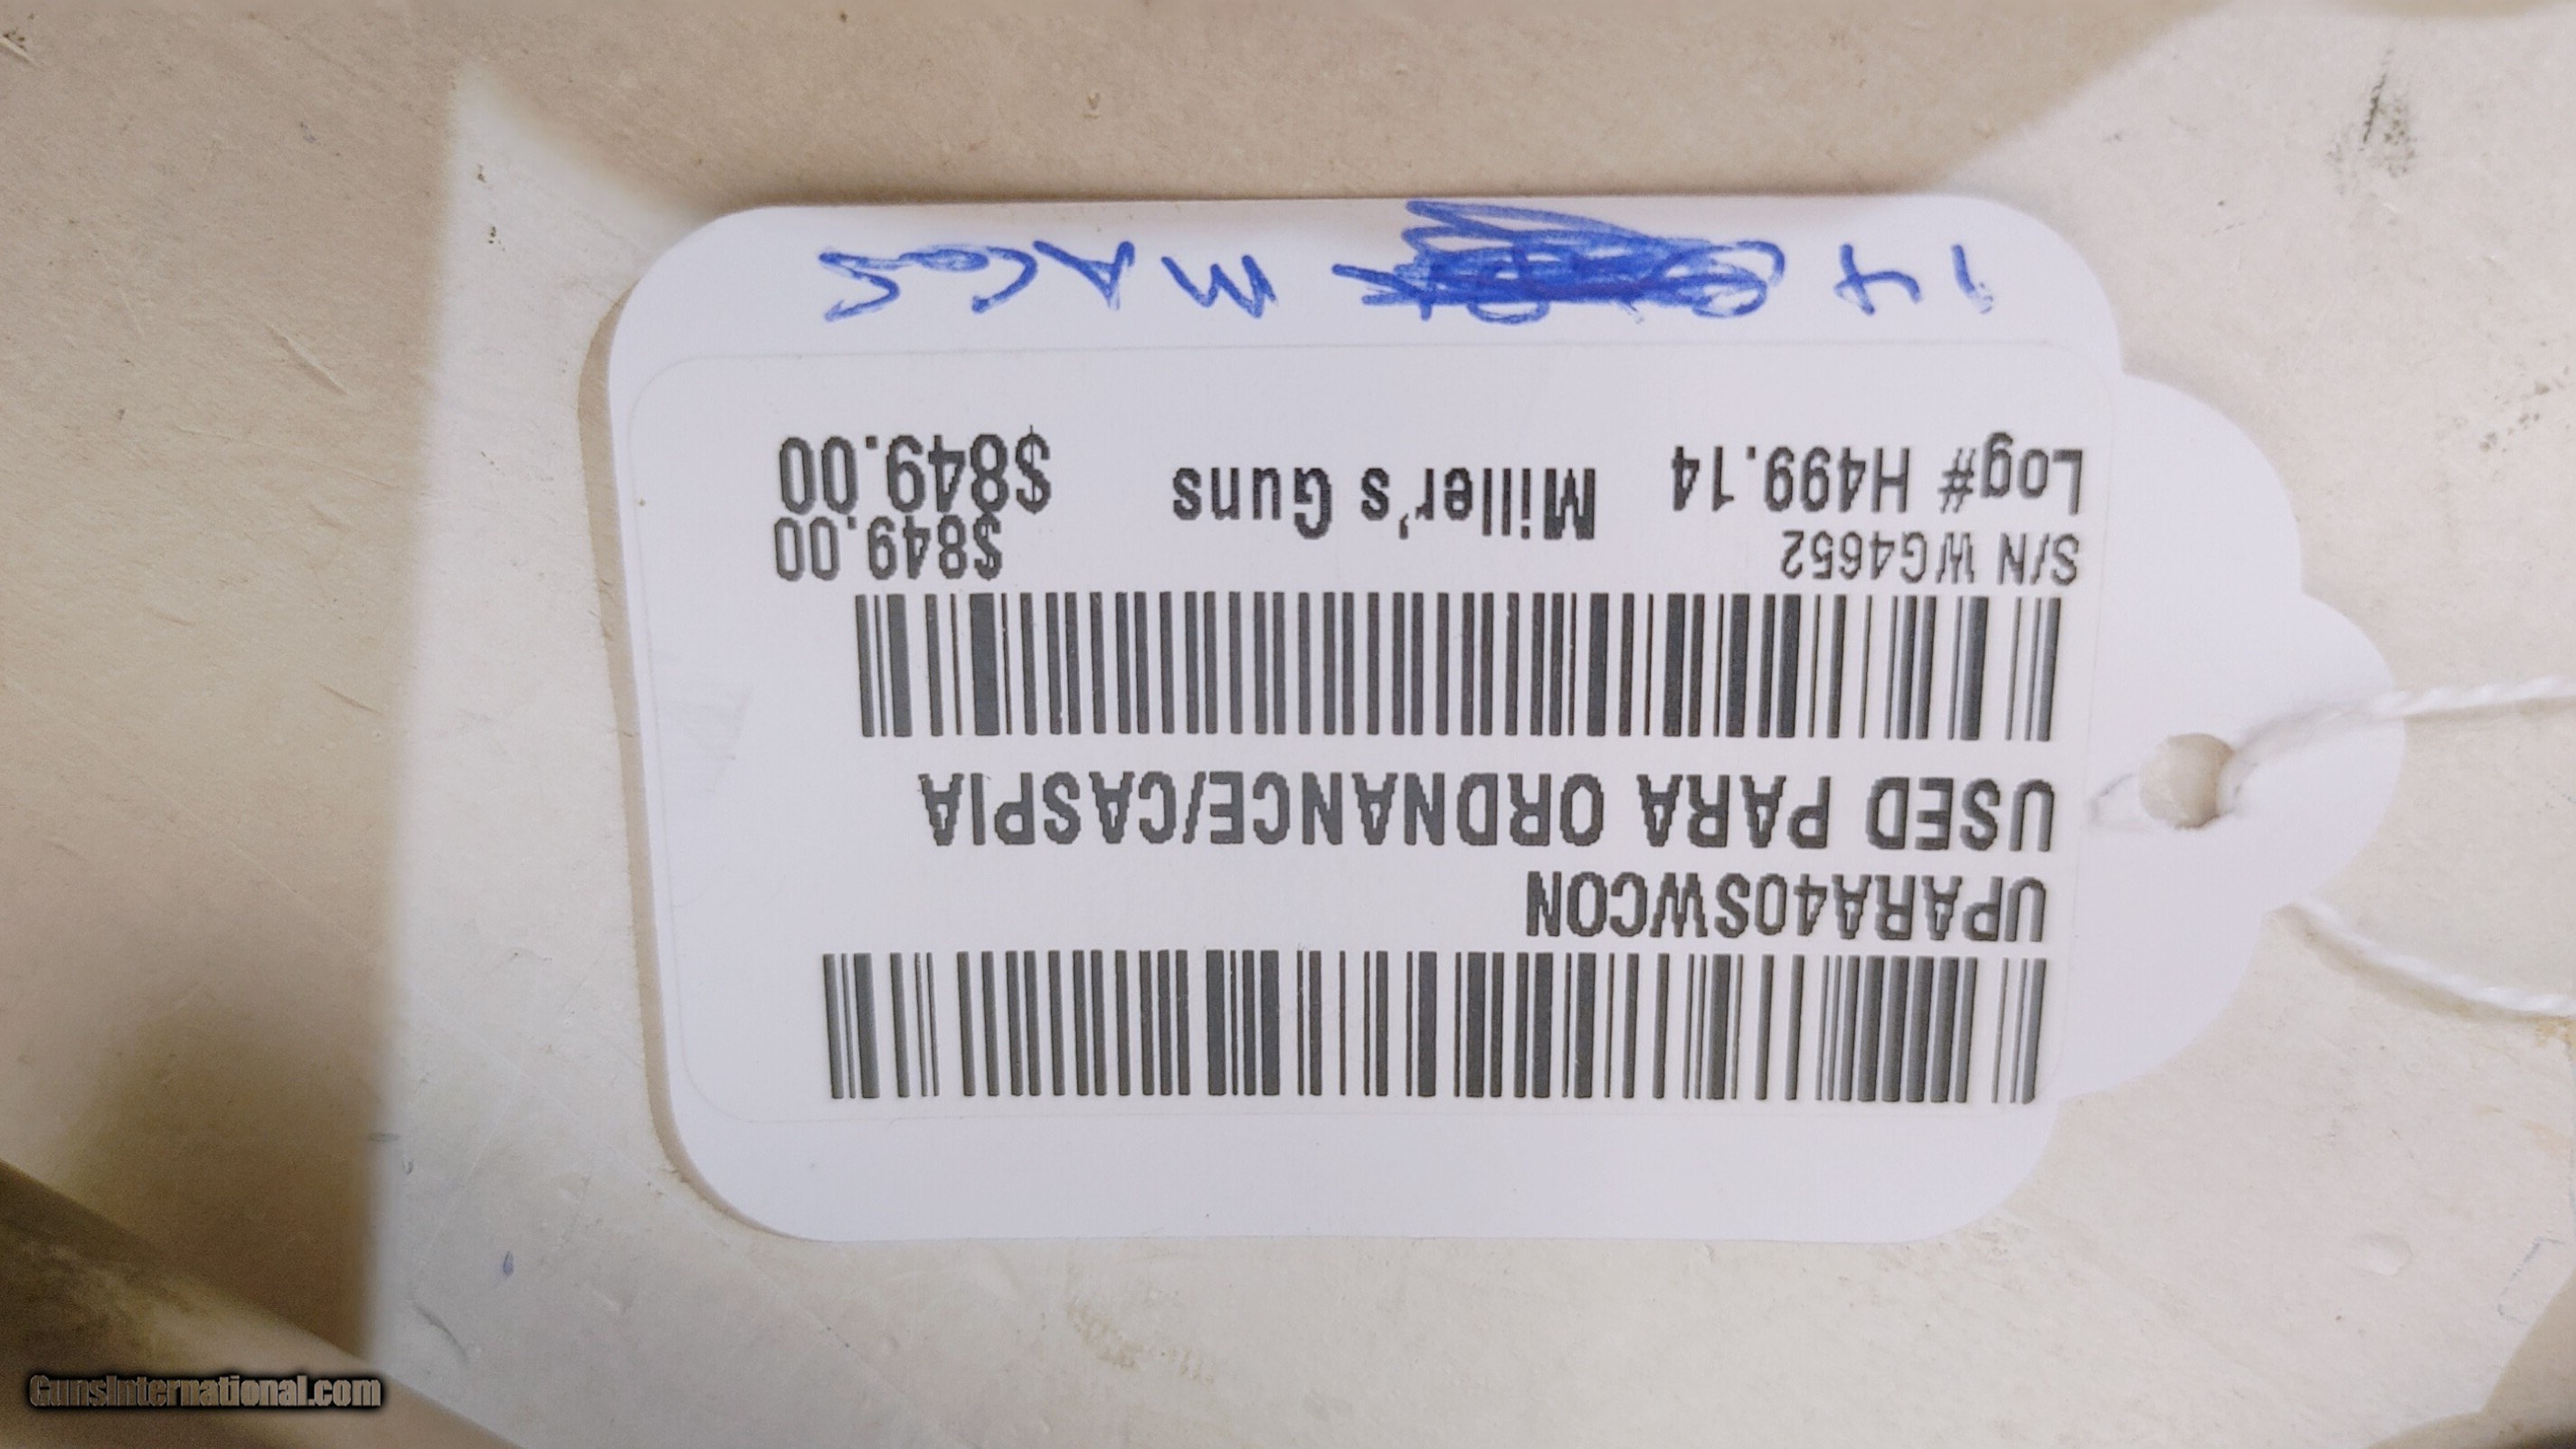 UPARA40SWCON
USED PARA ORDNANCE/CASPIA
S/N WG4652 $849.00
Log# H499.14 Miller's Guns $849.00
14 MAGS
GunsInternational.com